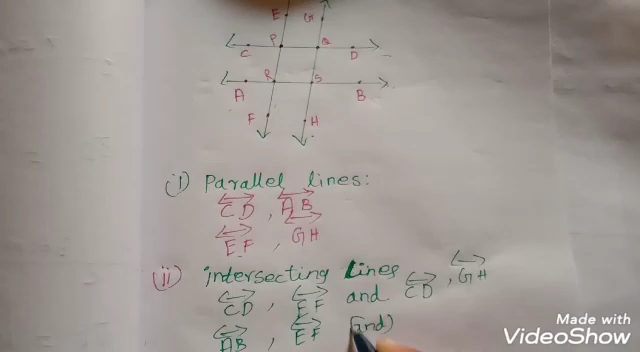 E G
P Q
C D
R S
A B
F H
i) Parallel lines:
CD , AB
EF , GH
ii) intersecting Lines
CD , EF and CD , GH
AB , EF
Made with
VideoShow